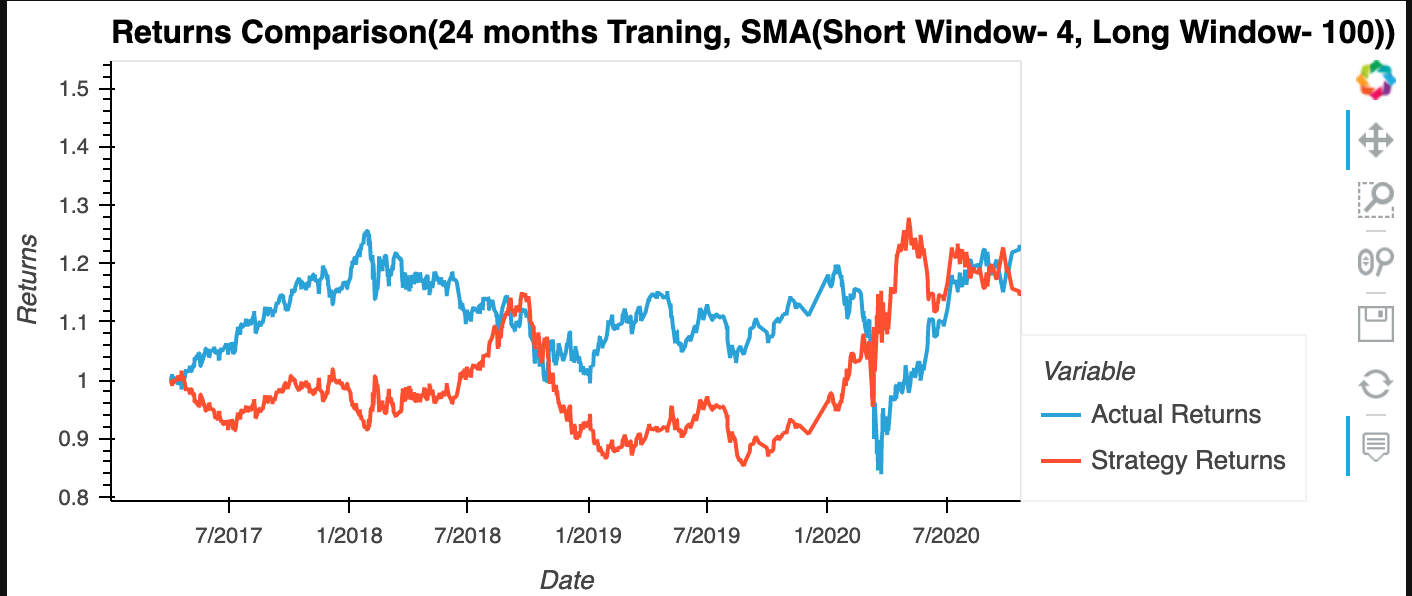 Returns Comparison(24 months Traning, SMA(Short Window- 4, Long Window- 100))
1.5
1.4
1.3
1.2
1.1
1
0.9
0.8
Returns
7/2017 1/2018 7/2018 1/2019 7/2019 1/2020 7/2020
Date
Variable
Actual Returns
Strategy Returns